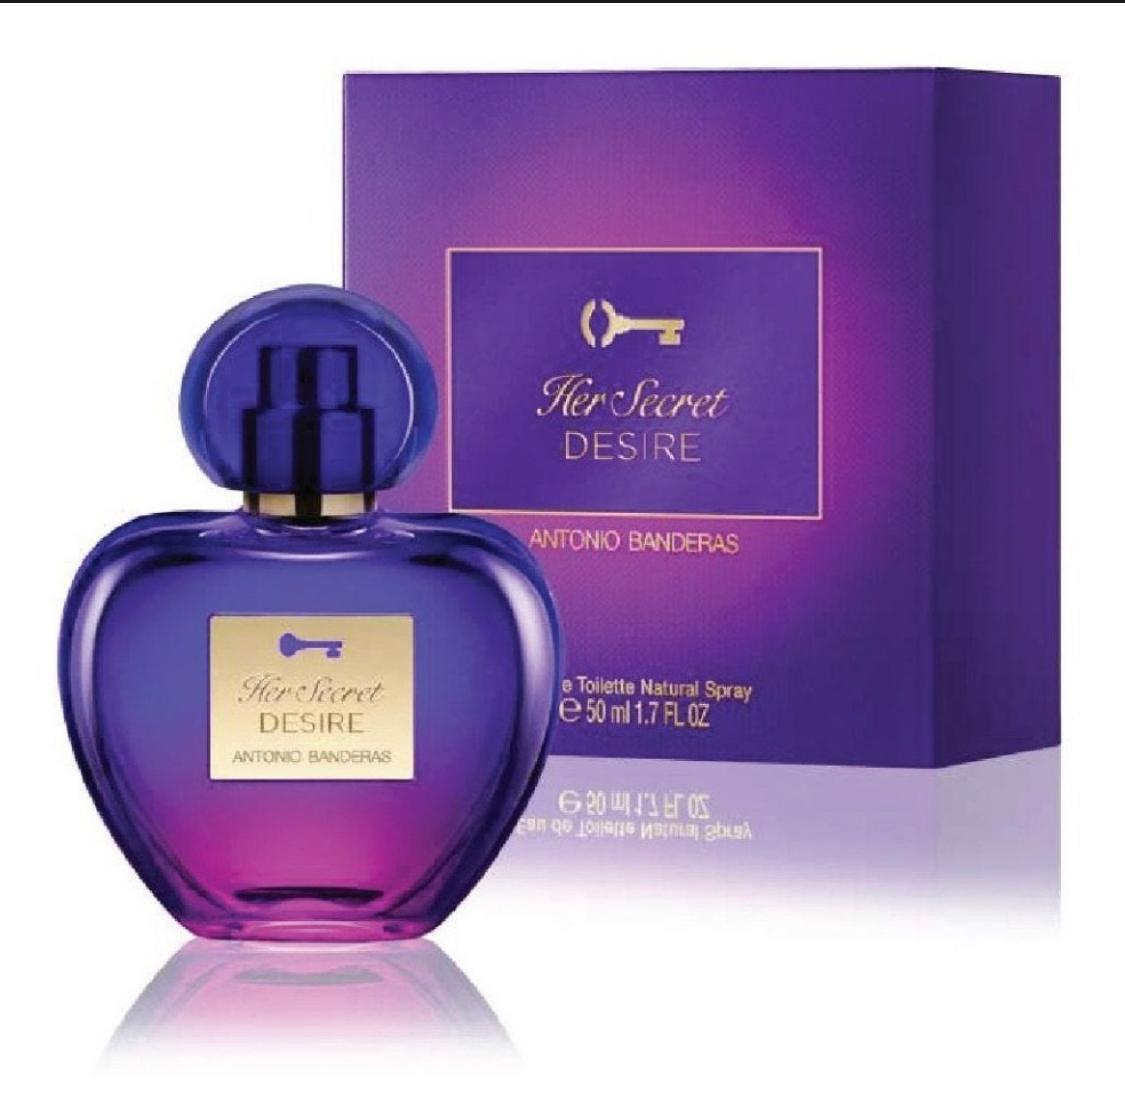 Her Secret
DESIRE
ANTONIO BANDERAS
e Toilette Natural Spray
e 50 ml 1.7 FL OZ
Her Secret
DESIRE
ANTONIO BANDERAS